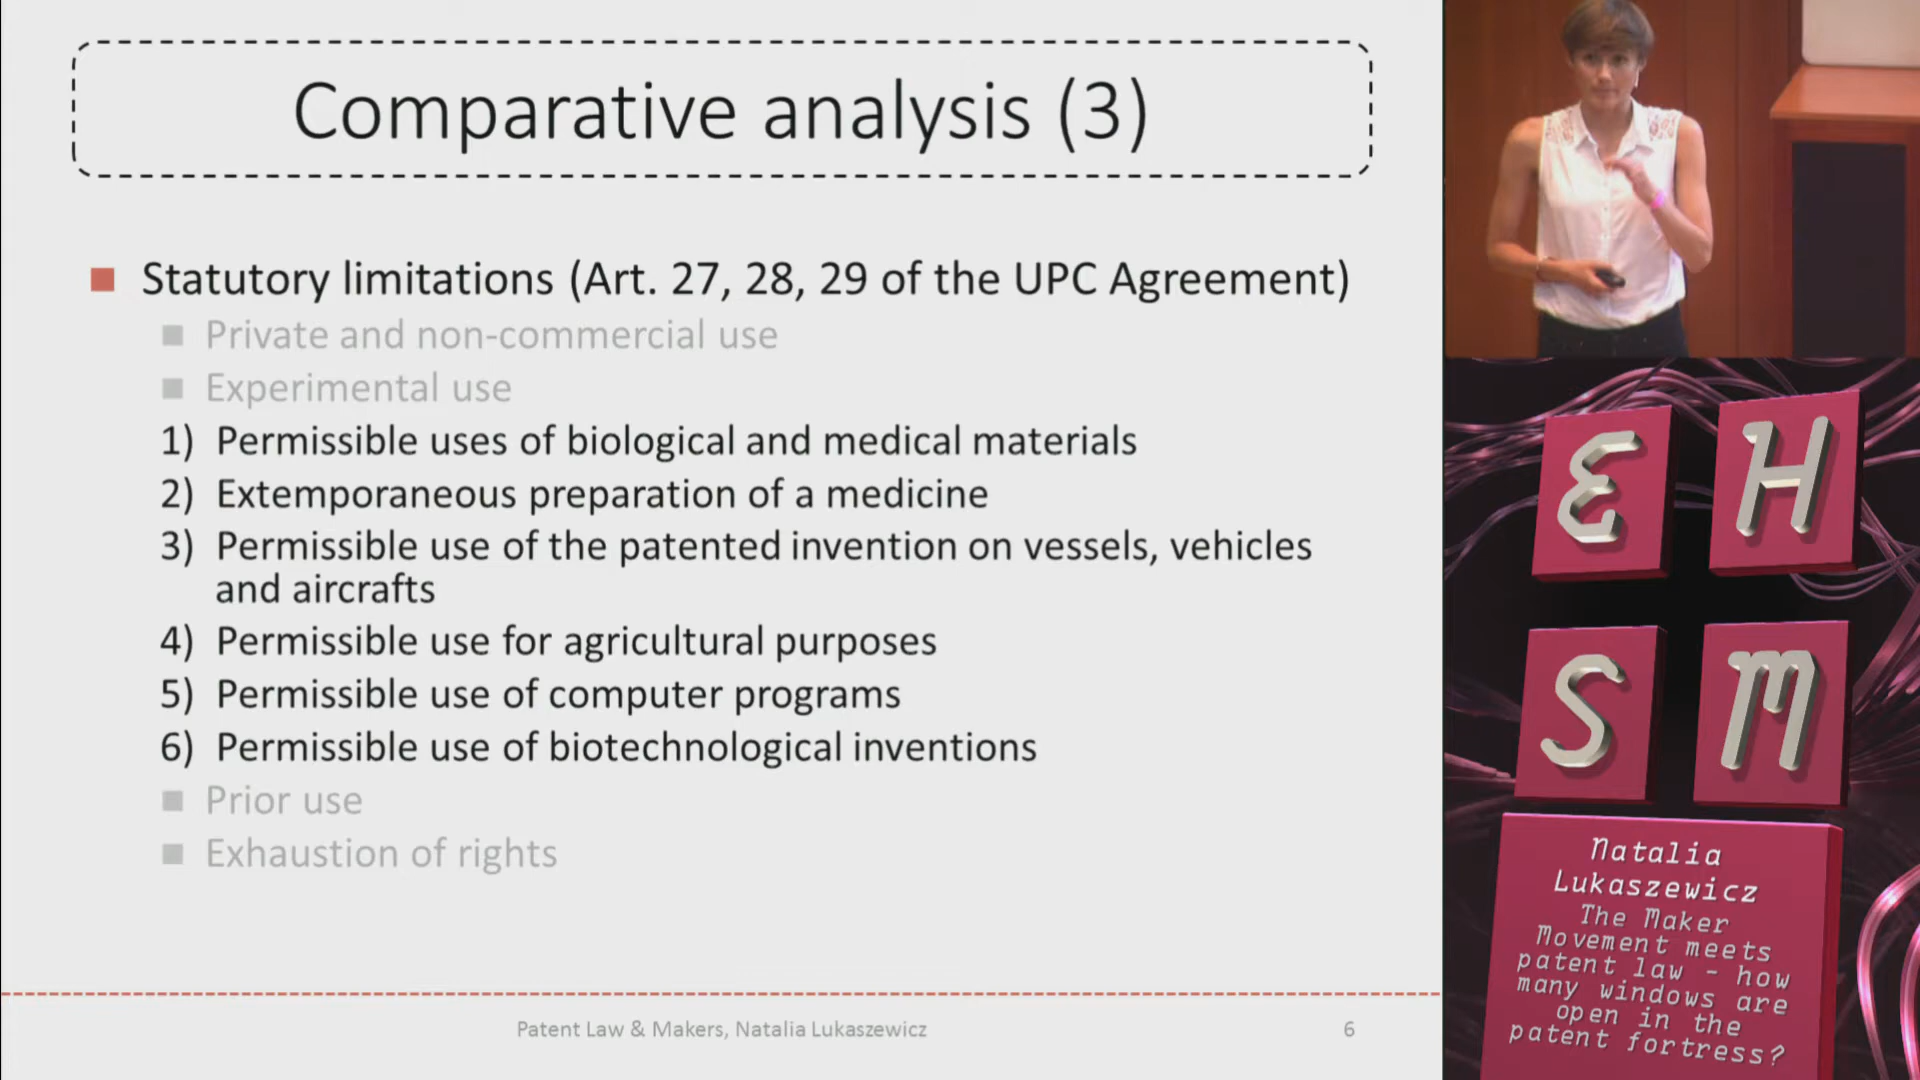 Comparative analysis (3)
Statutory limitations (Art. 27, 28, 29 of the UPC Agreement)
Private and non-commercial use
Experimental use
1) Permissible uses of biological and medical materials
2) Extemporaneous preparation of a medicine
3) Permissible use of the patented invention on vessels, vehicles
and aircrafts
4) Permissible use for agricultural purposes
5) Permissible use of computer programs
6) Permissible use of biotechnological inventions
Prior use
Exhaustion of rights
Patent Law & Makers, Natalia Lukaszewicz
6
E H
S M
Natalia
Lukaszewicz
The Maker
Movement meets
patent law - how
many windows are
open in the
patent fortress?